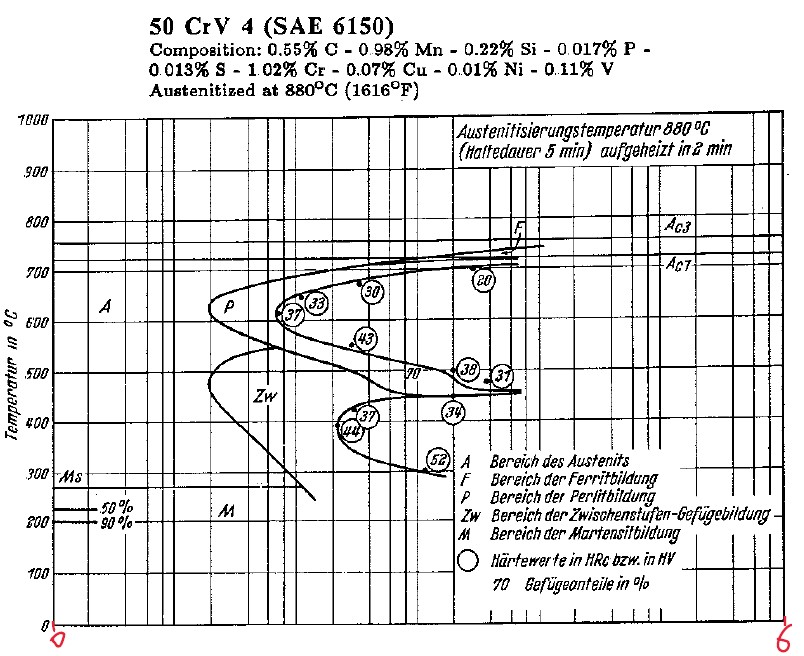 50 CrV 4 (SAE 6150)
Composition: 0.55% C - 0.98% Mn - 0.22% Si - 0.017% P -
0.013% S - 1.02% Cr - 0.07% Cu - 0.01% Ni - 0.11% V
Austenitized at 880°C (1616°F)
1000
Austenitisierungstemperatur 880 °C
(Haltedauer 5 min) aufgeheizt in 2 min
900
800
F
Ac3
700
Ac1
A
P
37
33
30
80
600
43
500
70
38
31
Zw
400
44
37
34
52
300
Ms
50%
90%
M
200
100
0
Temperatur in °C
A Bereich des Austenits
F Bereich der Ferritbildung
P Bereich der Perlitbildung
Zw Bereich der Zwischenstufen-Gefügebildung
M Bereich der Martensitbildung
Härtewerte in HRc bzw. in HV
70 Gefügeanteile in %
0
6